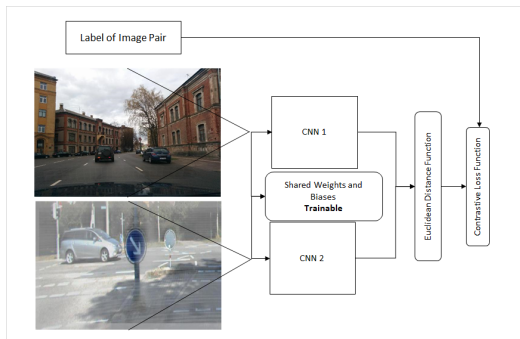 Label of Image Pair
CNN 1
Shared Weights and
Biases
Trainable
CNN 2
Euclidean Distance Function
Contrastive Loss Function